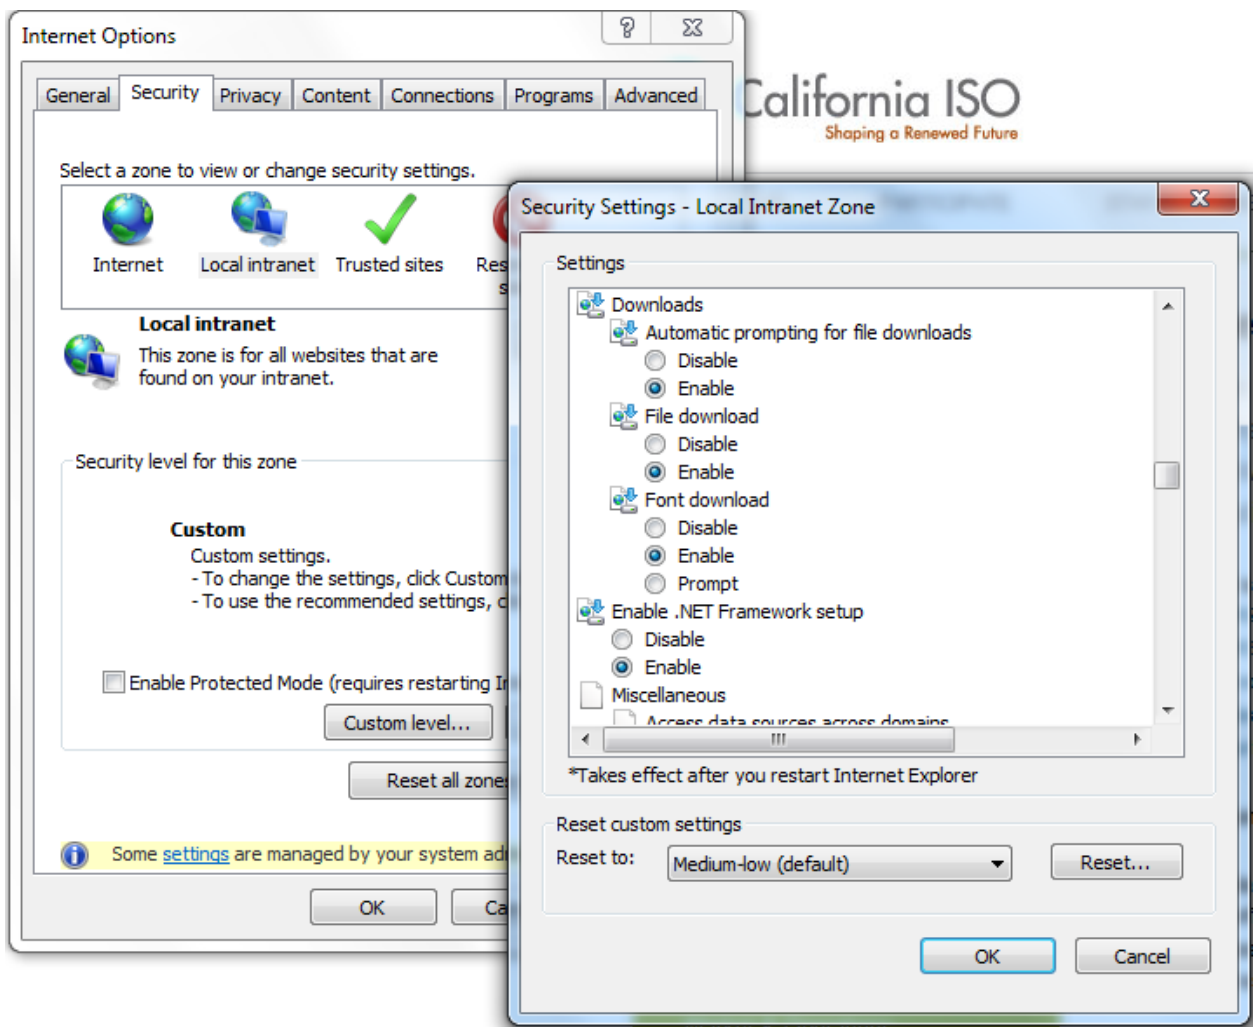 Internet Options
General Security Privacy Content Connections Programs Advanced
California ISO
Shaping a Renewed Future
Select a zone to view or change security settings.
Internet Local intranet Trusted sites
Local intranet
This zone is for all websites that are
found on your intranet.
Security level for this zone
Custom
Custom settings.
- To change the settings, click Custom
- To use the recommended settings,
Enable Protected Mode (requires restarting
Custom level...
Reset all zones
Some settings are managed by your system
OK
Security Settings - Local Intranet Zone
Settings
Downloads
Automatic prompting for file downloads
Disable
Enable
File download
Disable
Enable
Font download
Disable
Enable
Prompt
Enable .NET Framework setup
Disable
Enable
Miscellaneous
Access data sources across domains
*Takes effect after you restart Internet Explorer
Reset custom settings
Reset to: Medium-low (default) Reset...
OK Cancel